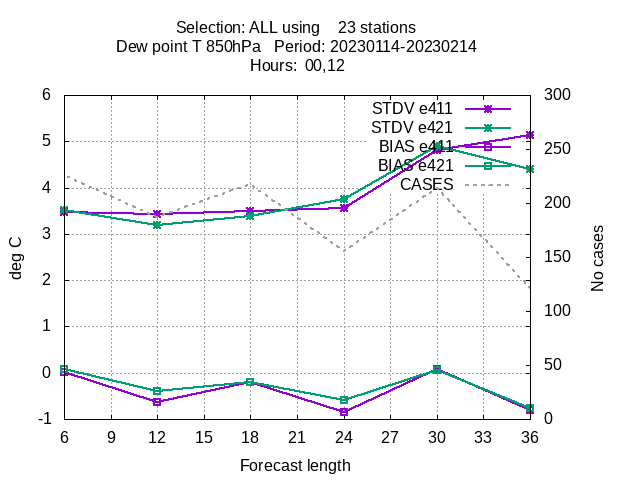 Selection: ALL using    23 stations
Dew point T 850hPa   Period: 20230114-20230214
Hours:  00,12
STDV e411
STDV e421
BIAS e411
BIAS e421
CASES
6
5
4
3
2
1
0
-1
deg C
300
250
200
150
100
50
0
No cases
6 9 12 15 18 21 24 27 30 33 36
Forecast length